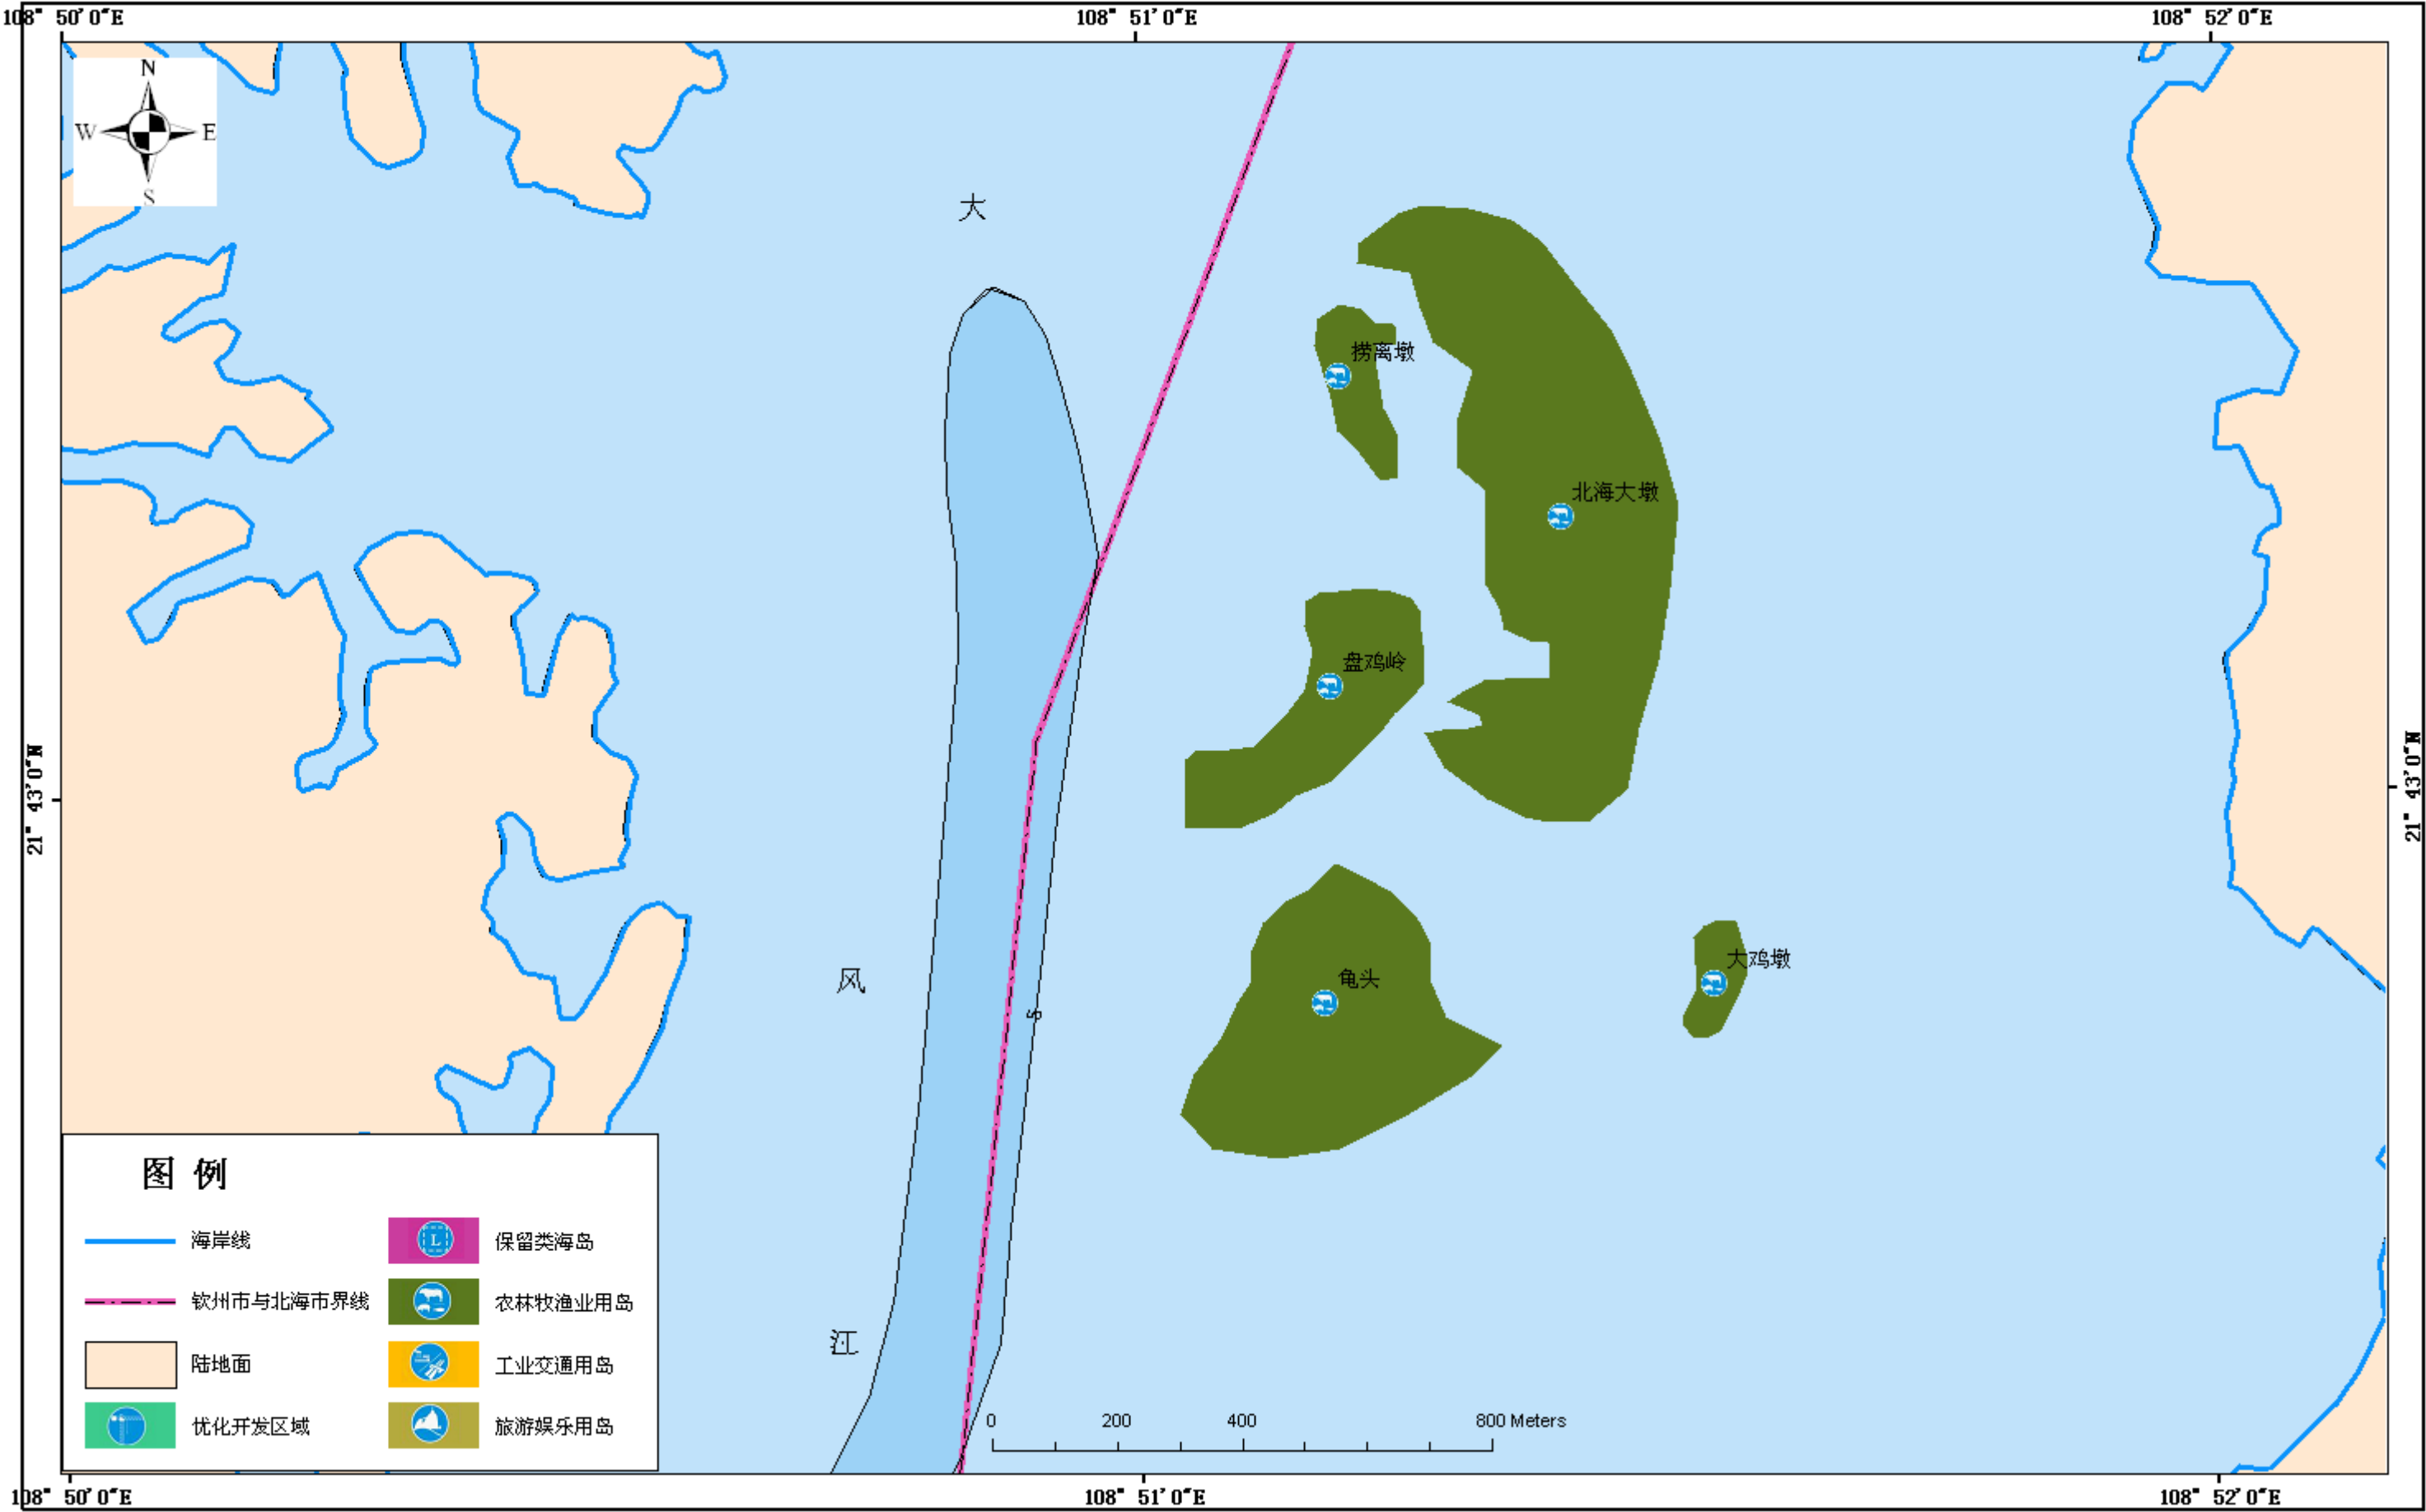 108° 50′0″E
108° 51′0″E
108° 52′0″E
N
W
E
S
大
捞离墩
北海大墩
盘鸡岭
21° 43′0″N
21° 43′0″N
大鸡墩
龟头
风
5
江
图例
海岸线
L
保留类海岛
钦州市与北海市界线
农林牧渔业用岛
陆地面
工业交通用岛
优化开发区域
旅游娱乐用岛
0 200 400 800 Meters
108° 50′0″E
108° 51′0″E
108° 52′0″E